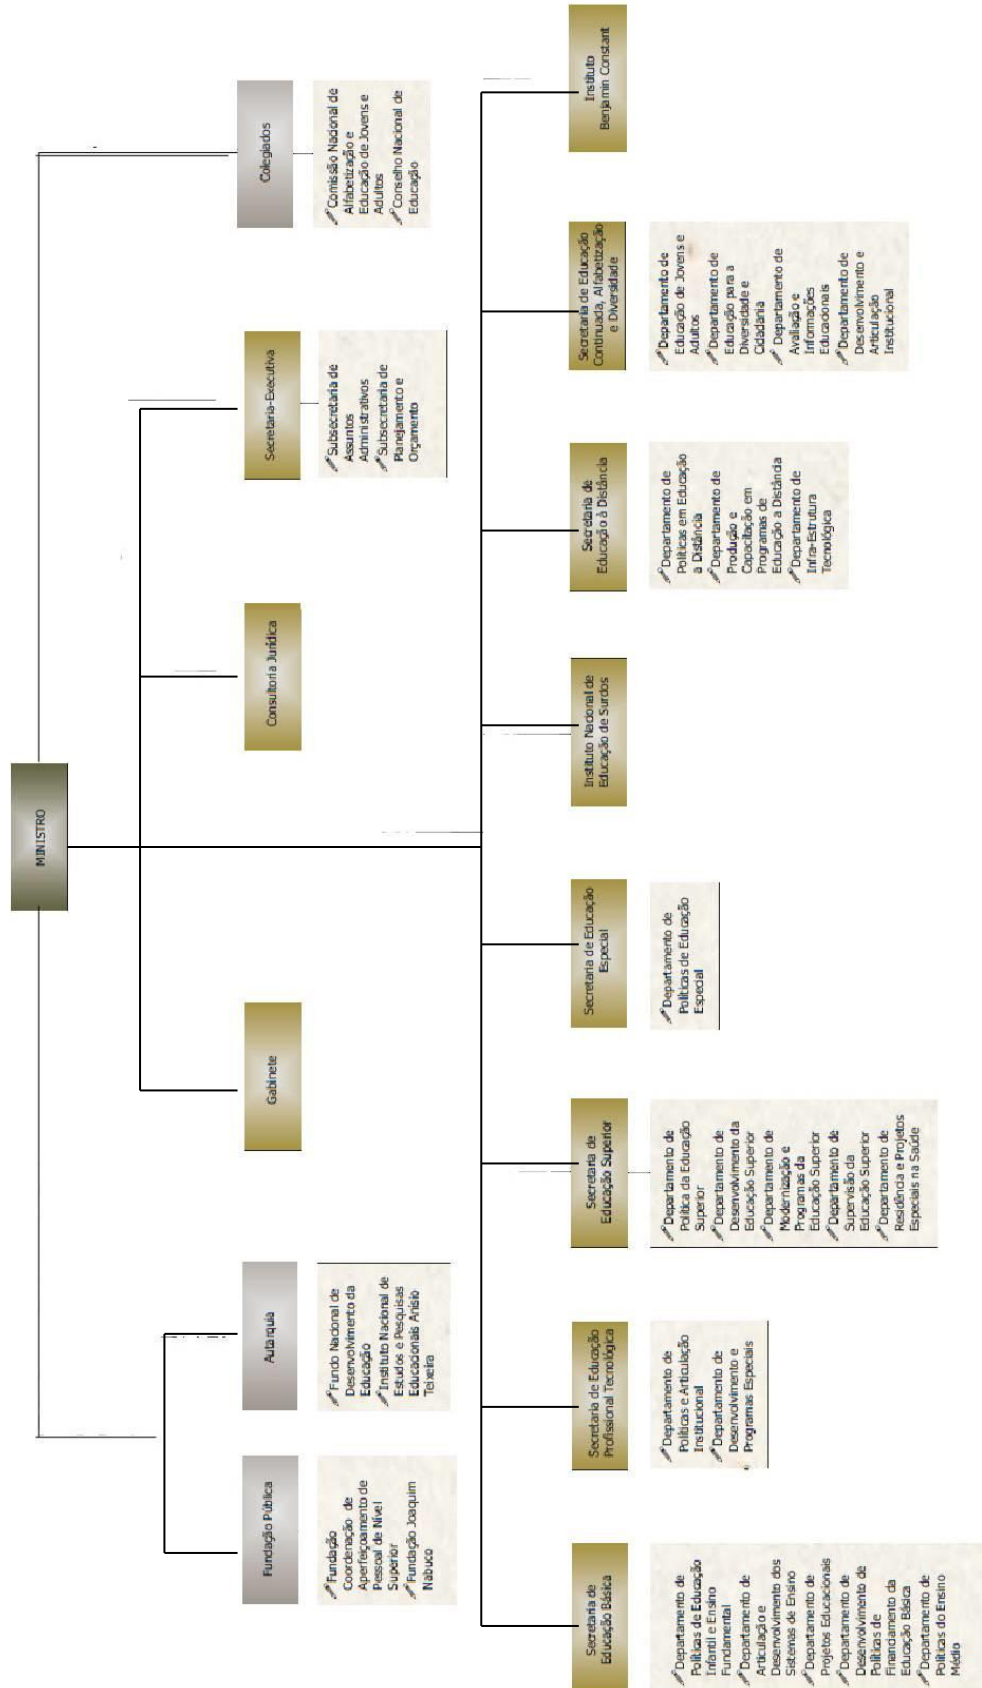 MINISTRO
Fundação Pública
Fundação
Coordenação de
Aperfeiçoamento de
Pessoal de Nível
Superior
Fundação Joaquim
Nabuco
Autarquia
Fundo Nacional de
Desenvolvimento da
Educação
Instituto Nacional de
Estudos e Pesquisas
Educacionais Anísio
Teixeira
Gabinete
Consultoria Jurídica
Secretaria-Executiva
Subsecretaria de
Assuntos
Administrativos
Subsecretaria de
Planejamento e
Orçamento
Colegiados
Comissão Nacional de
Alfabetização e
Educação de Jovens e
Adultos
Conselho Nacional de
Educação
Secretaria de
Educação Básica
Departamento de
Políticas de Educação
Infantil e Ensino
Fundamental
Departamento de
Articulação e
Desenvolvimento dos
Sistemas de Ensino
Departamento de
Projetos Educacionais
Departamento de
Desenvolvimento de
Políticas de
Financiamento da
Educação Básica
Departamento de
Políticas do Ensino
Médio
Secretaria de Educação
Profissional Tecnológica
Departamento de
Políticas e Articulação
Institucional
Departamento de
Desenvolvimento e
Programas Especiais
Secretaria de
Educação Superior
Departamento de
Política da Educação
Superior
Departamento de
Desenvolvimento da
Educação Superior
Departamento de
Modernização e
Programas da
Educação Superior
Departamento de
Supervisão da
Educação Superior
Departamento de
Residência e Projetos
Especiais na Saúde
Secretaria de Educação
Especial
Departamento de
Políticas de Educação
Especial
Instituto Nacional de
Educação de Surdos
Secretaria de
Educação à Distância
Departamento de
Políticas em Educação
a Distância
Departamento de
Produção e
Capacitação em
Programas de
Educação a Distância
Departamento de
Infra-Estrutura
Tecnológica
Secretaria de Educação
Continuada, Alfabetização
e Diversidade
Departamento de
Educação de Jovens e
Adultos
Departamento de
Educação para a
Diversidade e
Cidadania
Departamento de
Avaliação e
Informações
Educacionais
Departamento de
Desenvolvimento e
Articulação
Institucional
Instituto
Benjamin Constant